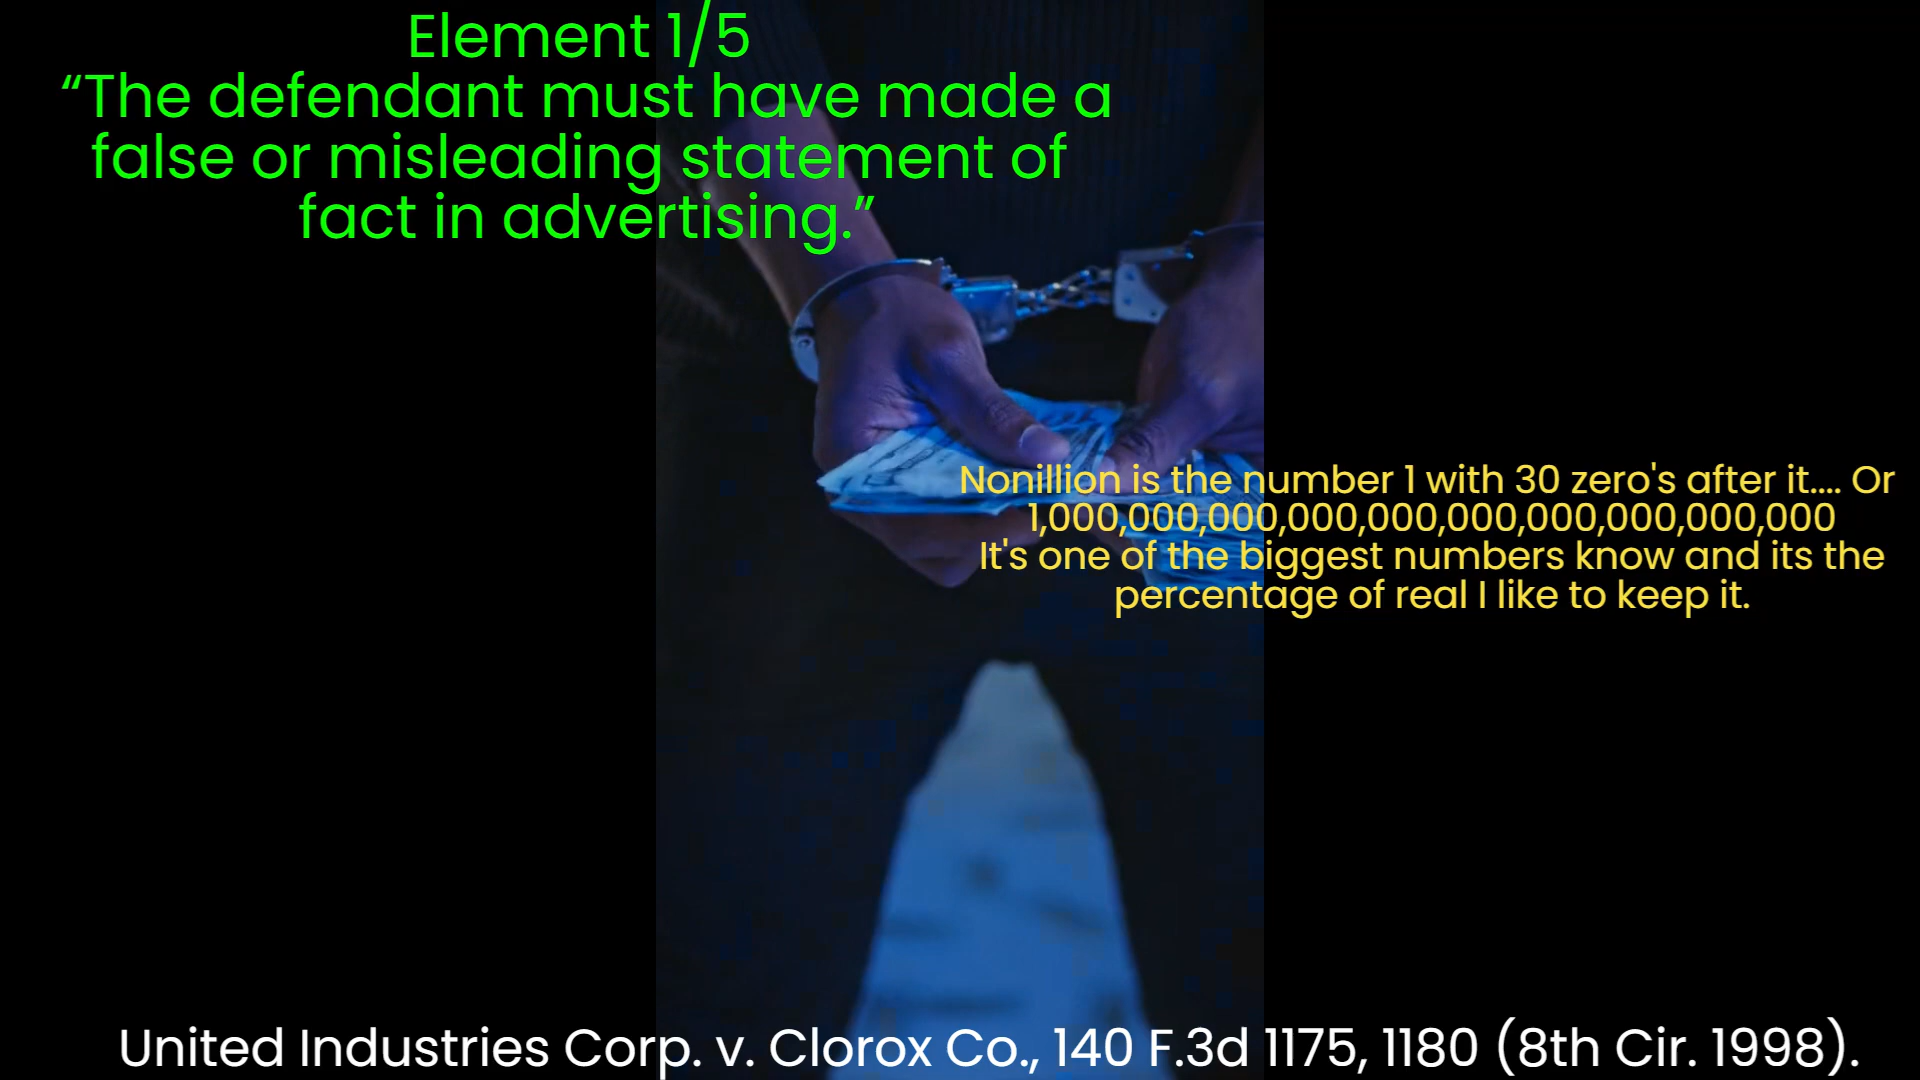 Element 1/5
“The defendant must have made a
false or misleading statement of
fact in advertising.”
Nonillion is the number 1 with 30 zero's after it.... Or
1,000,000,000,000,000,000,000,000,000,000
It's one of the biggest numbers know and its the
percentage of real I like to keep it.
United Industries Corp. v. Clorox Co., 140 F.3d 1175, 1180 (8th Cir. 1998).